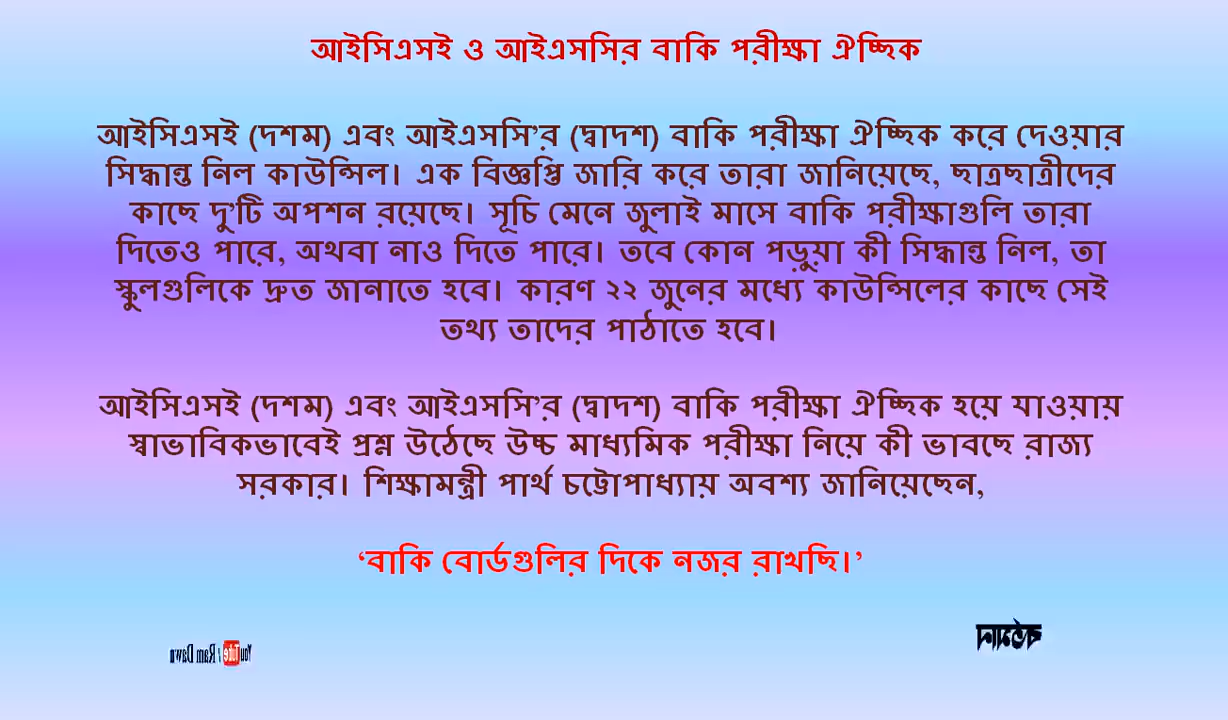 আইসিএসই ও আইএসসির বাকি পরীক্ষা ঐচ্ছিক
আইসিএসই (দশম) এবং আইএসসি’র (দ্বাদশ) বাকি পরীক্ষা ঐচ্ছিক করে দেওয়ার
সিদ্ধান্ত নিল কাউন্সিল। এক বিজ্ঞপ্তি জারি করে তারা জানিয়েছে, ছাত্রছাত্রীদের
কাছে দু’টি অপশন রয়েছে। সূচি মেনে জুলাই মাসে বাকি পরীক্ষাগুলি তারা
দিতেও পারে, অথবা নাও দিতে পারে। তবে কোন পড়ুয়া কী সিদ্ধান্ত নিল, তা
স্কুলগুলিকে দ্রুত জানাতে হবে। কারণ ২২ জুনের মধ্যে কাউন্সিলের কাছে সেই
তথ্য তাদের পাঠাতে হবে।
আইসিএসই (দশম) এবং আইএসসি’র (দ্বাদশ) বাকি পরীক্ষা ঐচ্ছিক হয়ে যাওয়ায়
স্বাভাবিকভাবেই প্রশ্ন উঠেছে উচ্চ মাধ্যমিক পরীক্ষা নিয়ে কী ভাবছে রাজ্য
সরকার। শিক্ষামন্ত্রী পার্থ চট্টোপাধ্যায় অবশ্য জানিয়েছেন,
‘বাকি বোর্ডগুলির দিকে নজর রাখছি।’
YouTube / Ram Dawn